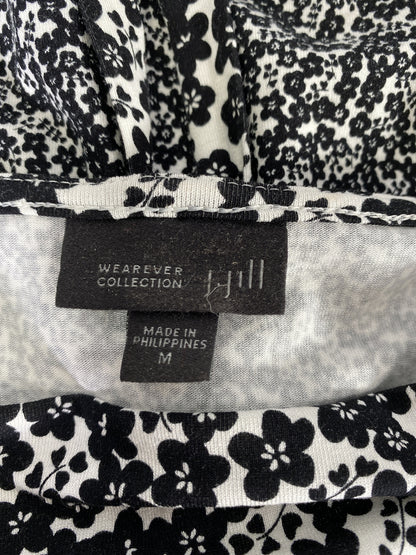 WEAREVER
COLLECTION
J.Jill
MADE IN
PHILIPPINES
M